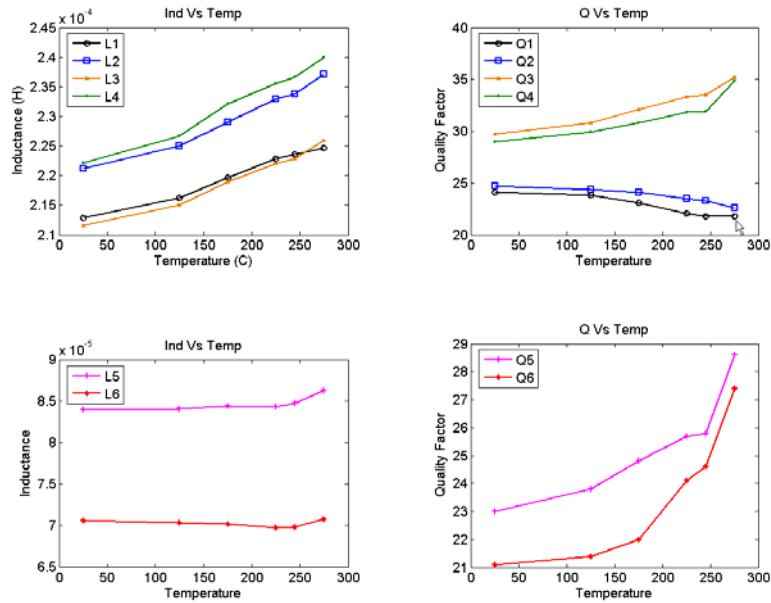 Ind Vs Temp
x 10⁻⁴
2.45
2.4
2.35
2.3
2.25
2.2
2.15
2.1
Inductance (H)
L1
L2
L3
L4
0 50 100 150 200 250 300
Temperature (C)
Q Vs Temp
40
35
30
25
20
Quality Factor
Q1
Q2
Q3
Q4
0 50 100 150 200 250 300
Temperature
Ind Vs Temp
x 10⁻⁵
9
8.5
8
7.5
7
6.5
Inductance
L5
L6
0 50 100 150 200 250 300
Temperature
Q Vs Temp
29
28
27
26
25
24
23
22
21
Quality Factor
Q5
Q6
0 50 100 150 200 250 300
Temperature